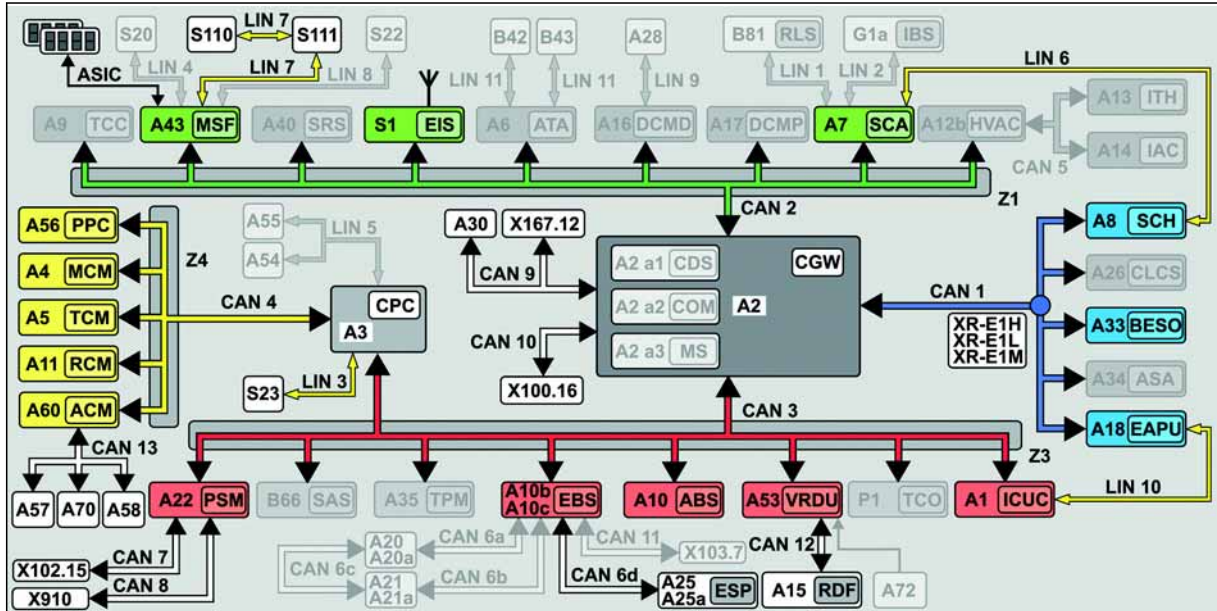 S20
S110
LIN 7
S111
S22
B42
B43
A28
B81 RLS
G1a IBS
LIN 6
ASIC
LIN 4
LIN 7
LIN 8
LIN 11
LIN 11
LIN 9
LIN 1
LIN 2
A13 ITH
A9 TCC
A43 MSF
A40 SRS
S1 EIS
A6 ATA
A16 DCMD
A17 DCMP
A7 SCA
A12b HVAC
A14 IAC
CAN 5
Z1
CAN 2
A56 PPC
A4 MCM
A5 TCM
A11 RCM
A60 ACM
Z4
CAN 4
A55
A54
LIN 5
CPC
A3
S23
LIN 3
A30
X167.12
CAN 9
CAN 10
X100.16
A2 a1 CDS
A2 a2 COM
A2 a3 MS
CGW
A2
CAN 1
XR-E1H
XR-E1L
XR-E1M
A8 SCH
A26 CLCS
A33 BESO
A34 ASA
A18 EAPU
CAN 3
Z3
CAN 13
A57
A70
A58
A22 PSM
B66 SAS
A35 TPM
A10b
A10c
EBS
A10 ABS
A53 VRDU
P1 TCO
A1 ICUC
LIN 10
X102.15
CAN 7
X910
CAN 8
CAN 6c
A20
A20a
CAN 6a
A21
A21a
CAN 6b
CAN 11
X103.7
CAN 6d
A25
A25a
ESP
CAN 12
A15 RDF
A72